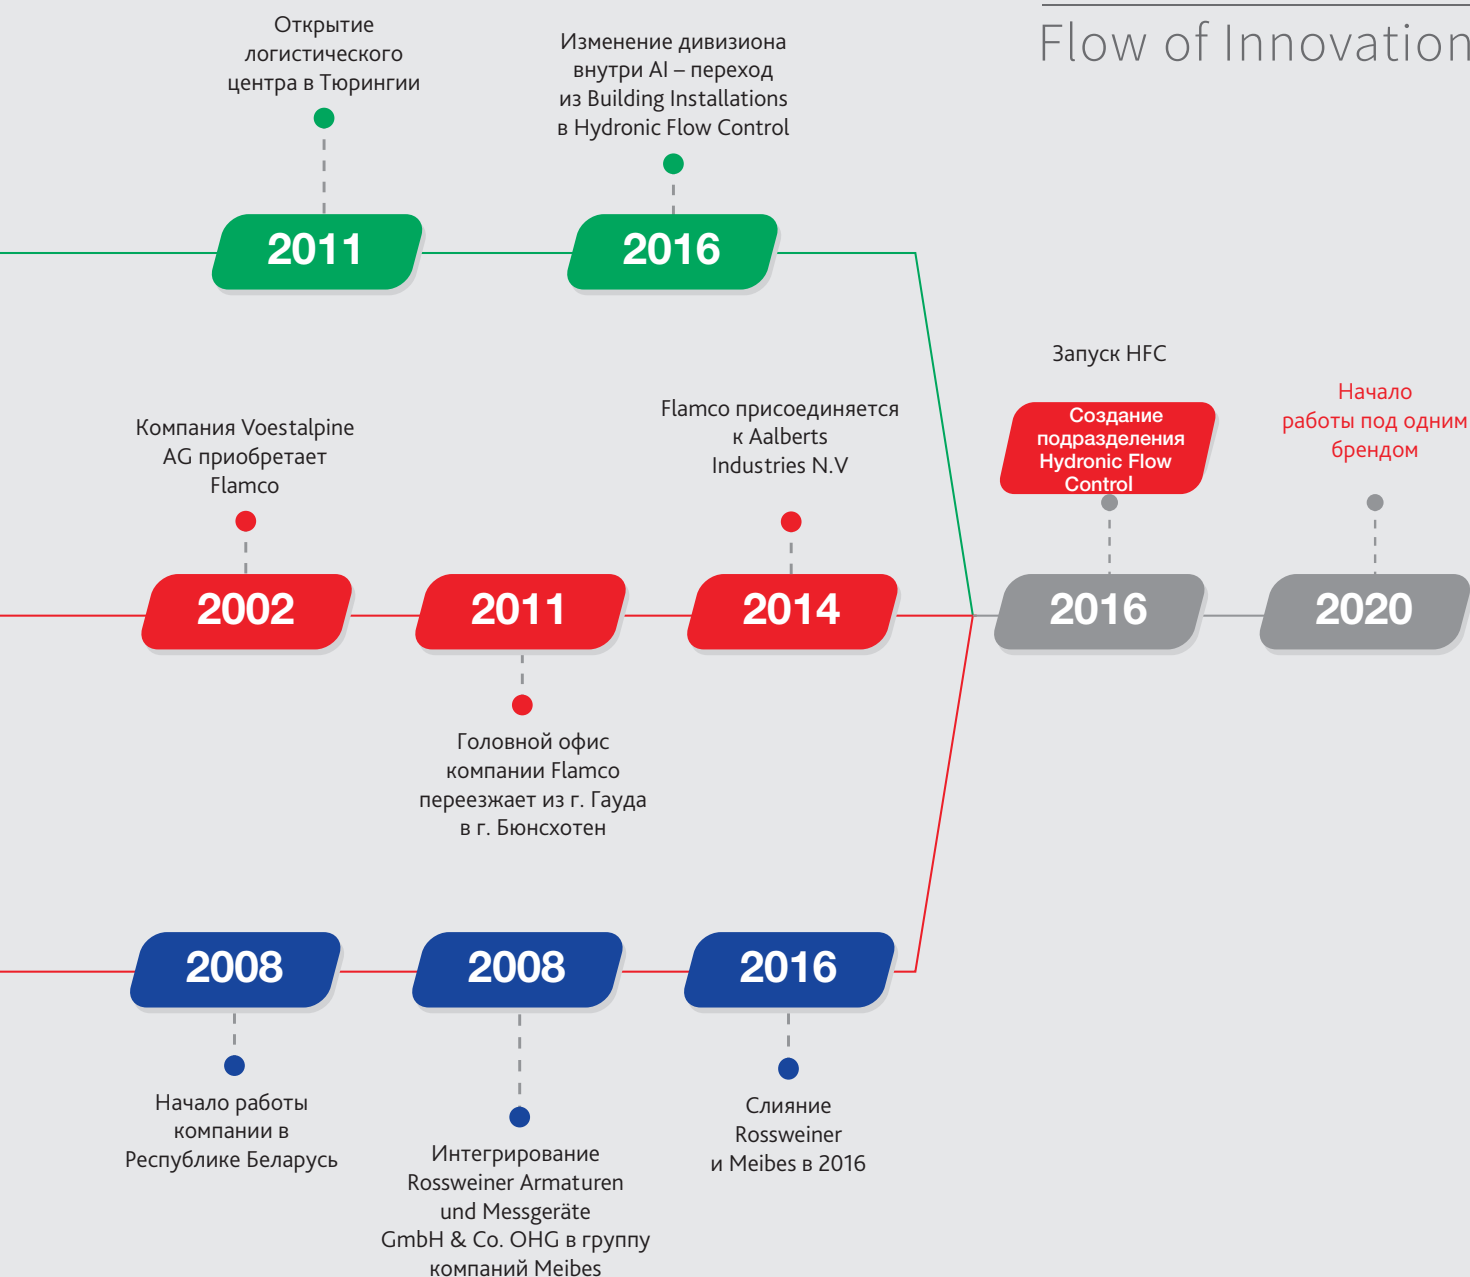 Flow of Innovation
Открытие
логистического
центра в Тюрингии
Изменение дивизиона
внутри AI – переход
из Building Installations
в Hydronic Flow Control
2011
2016
Компания Voestalpine
AG приобретает
Flamco
Flamco присоединяется
к Aalberts
Industries N.V
Запуск HFC
Создание
подразделения
Hydronic Flow
Control
Начало
работы под одним
брендом
2002
2011
2014
2016
2020
Головной офис
компании Flamco
переезжает из г. Гауда
в г. Бюнсхотен
2008
2008
2016
Начало работы
компании в
Республике Беларусь
Интегрирование
Rossweiner Armaturen
und Messgeräte
GmbH & Co. OHG в группу
компаний Meibes
Слияние
Rossweiner
и Meibes в 2016